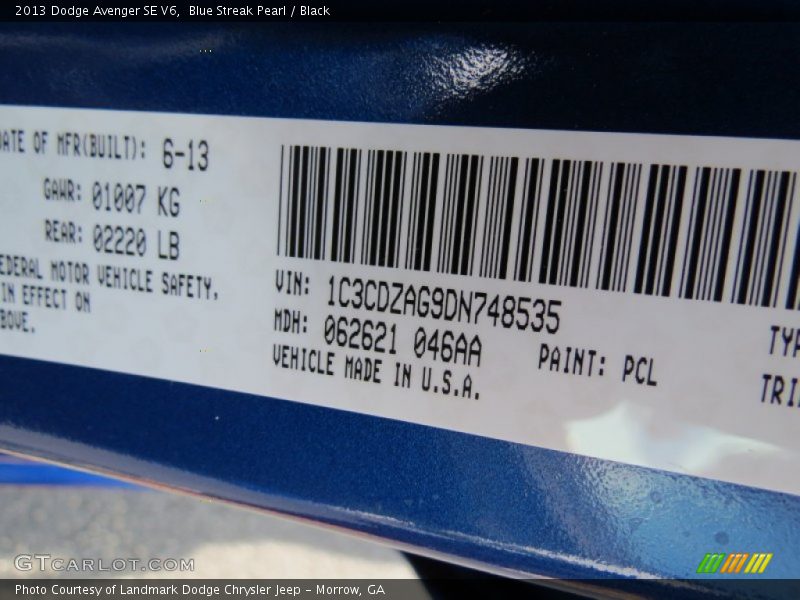 2013 Dodge Avenger SE V6,  Blue Streak Pearl / Black
DATE OF MFR(BUILT): 6-13
GAWR: 01007 KG
REAR: 02220 LB
FEDERAL MOTOR VEHICLE SAFETY,
IN EFFECT ON
BOVE.
VIN: 1C3CDZAG9DN748535
MDH: 062621 046AA
PAINT: PCL
VEHICLE MADE IN U.S.A.
TYP
TRI
GTCARLOT.COM
Photo Courtesy of Landmark Dodge Chrysler Jeep – Morrow, GA